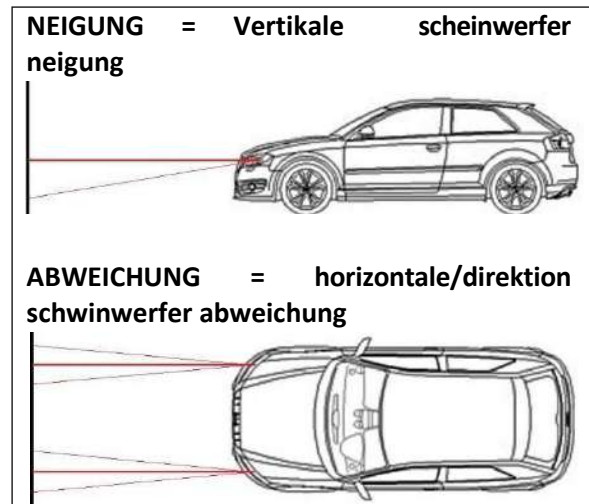 NEIGUNG = Vertikale scheinwerfer
neigung
ABWEICHUNG = horizontale/direktion
schwinwerfer abweichung